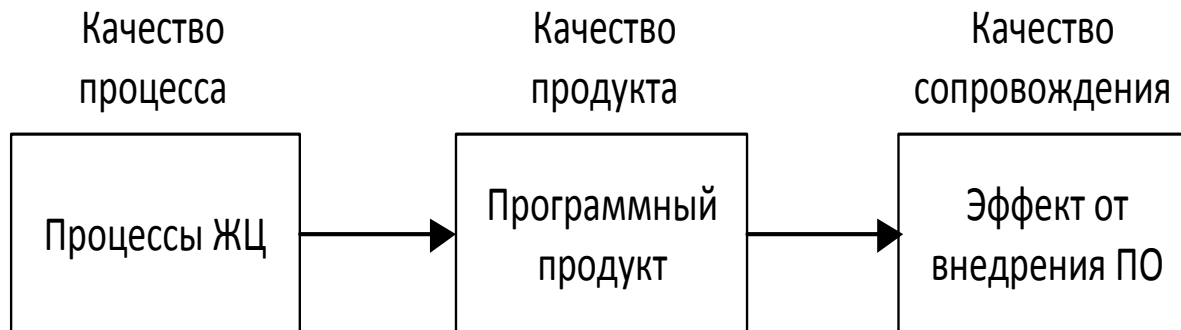 Качество
процесса
Качество
продукта
Качество
сопровождения
Процессы ЖЦ
Программный
продукт
Эффект от
внедрения ПО